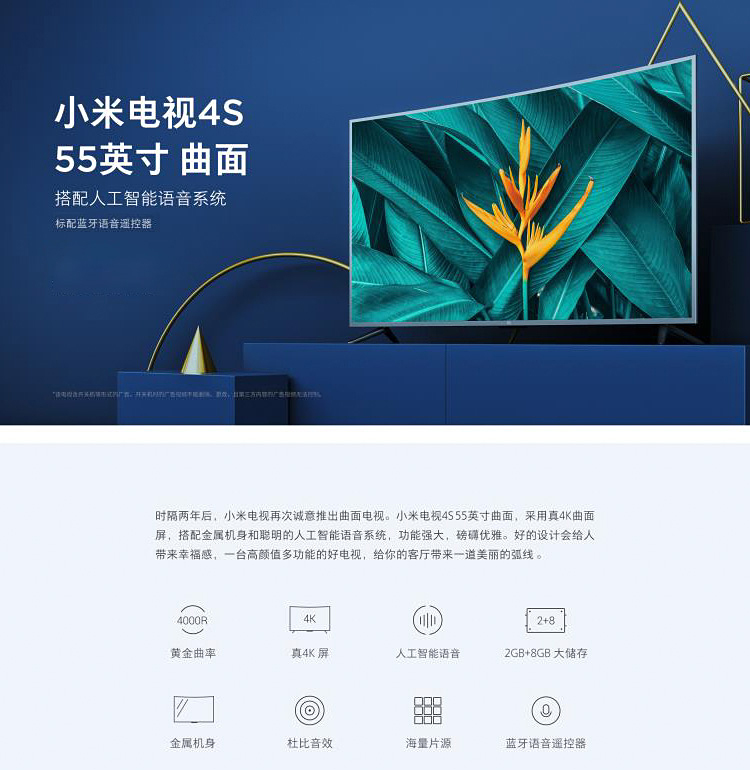 小米电视4S
55英寸 曲面
搭配人工智能语音系统
标配蓝牙语音遥控器
时隔两年后，小米电视再次诚意推出曲面电视。小米电视4S55英寸曲面，采用真4K曲面
屏，搭配金属机身和聪明的人工智能语音系统，功能强大，磅礴优雅。好的设计会给人
带来幸福感，一台高颜值多功能的好电视，给你的客厅带来一道美丽的弧线 。
4000R
4K
2+8
黄金曲率
真4K 屏
人工智能语音
2GB+8GB 大储存
金属机身
杜比音效
海量片源
蓝牙语音遥控器